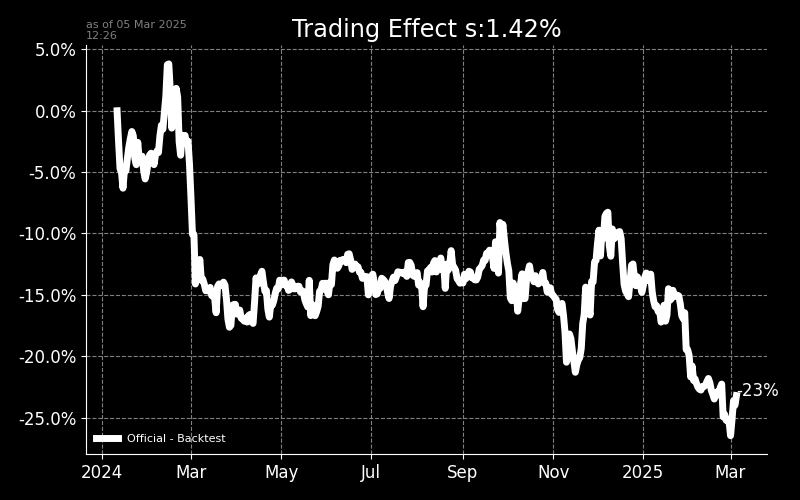 as of 05 Mar 2025
12:26
Trading Effect s:1.42%
5.0%
0.0%
-5.0%
-10.0%
-15.0%
-20.0%
-25.0%
-23%
Official - Backtest
2024 Mar May Jul Sep Nov 2025 Mar